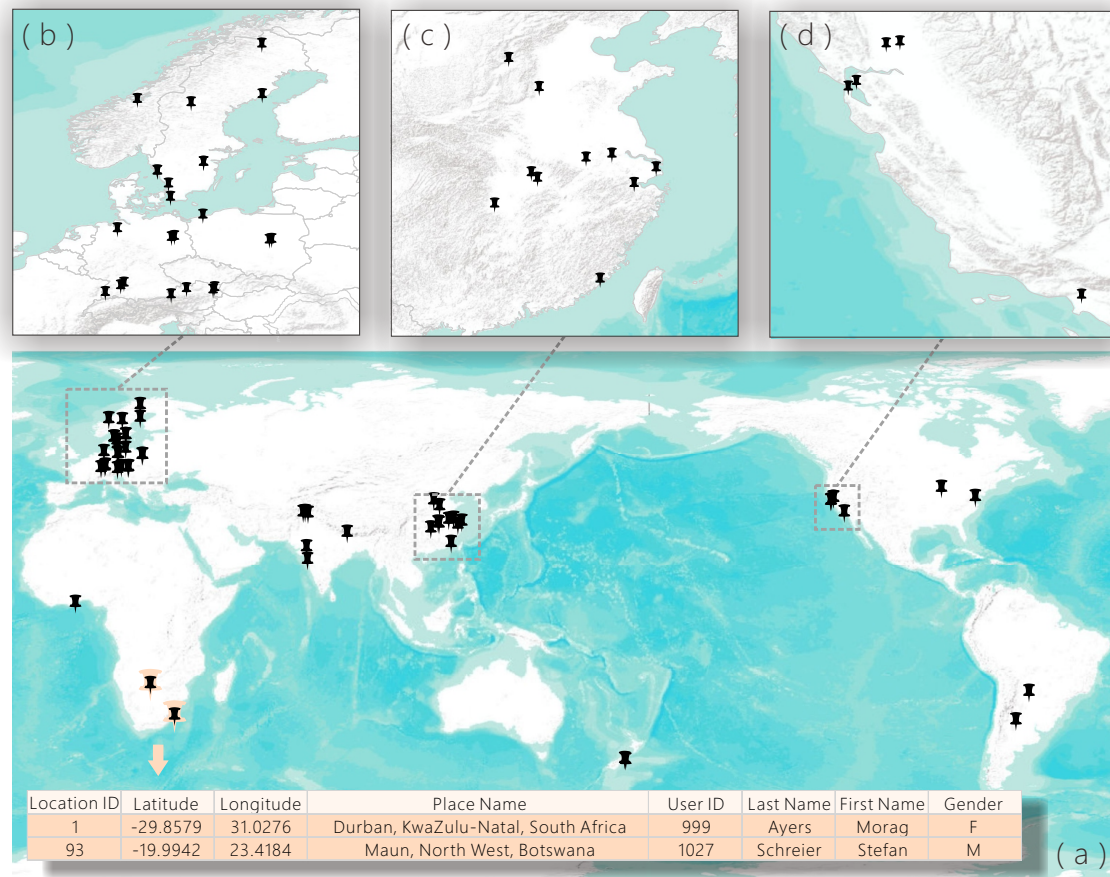 ( b )
( c )
( d )
Location ID Latitude Longitude Place Name User ID Last Name First Name Gender
1 -29.8579 31.0276 Durban, KwaZulu-Natal, South Africa 999 Ayers Morag F
93 -19.9942 23.4184 Maun, North West, Botswana 1027 Schreier Stefan M
( a )